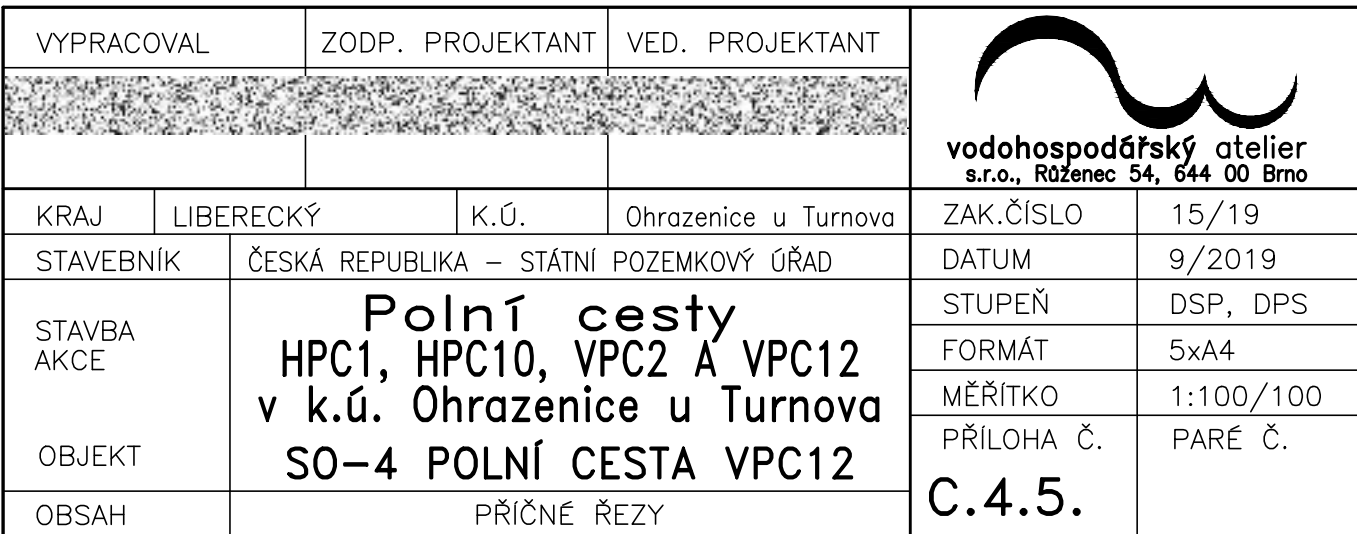 VYPRACOVAL ZODP. PROJEKTANT VED. PROJEKTANT
vodohospodářský atelier
s.r.o., Růženec 54, 644 00 Brno
KRAJ LIBERECKÝ K.Ú. Ohrazenice u Turnova
STAVEBNÍK ČESKÁ REPUBLIKA – STÁTNÍ POZEMKOVÝ ÚŘAD
STAVBA
AKCE
Polní cesty
HPC1, HPC10, VPC2 A VPC12
v k.ú. Ohrazenice u Turnova
OBJEKT SO-4 POLNÍ CESTA VPC12
OBSAH PŘÍČNÉ ŘEZY
ZAK.ČÍSLO 15/19
DATUM 9/2019
STUPEŇ DSP, DPS
FORMÁT 5xA4
MĚŘÍTKO 1:100/100
PŘÍLOHA Č. PARÉ Č.
C.4.5.